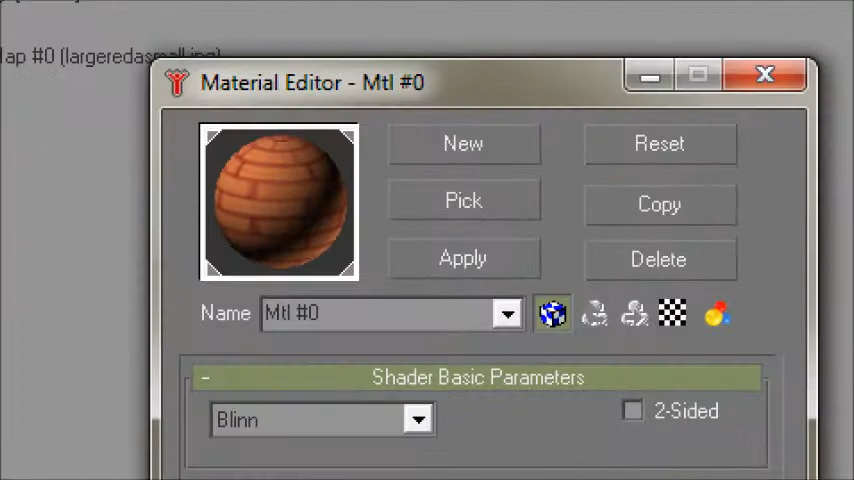 #0
Material Editor - Mtl #0
New
Reset
Pick
Copy
Apply
Delete
Name
Mtl #0
- Shader Basic Parameters
Blinn
2-Sided